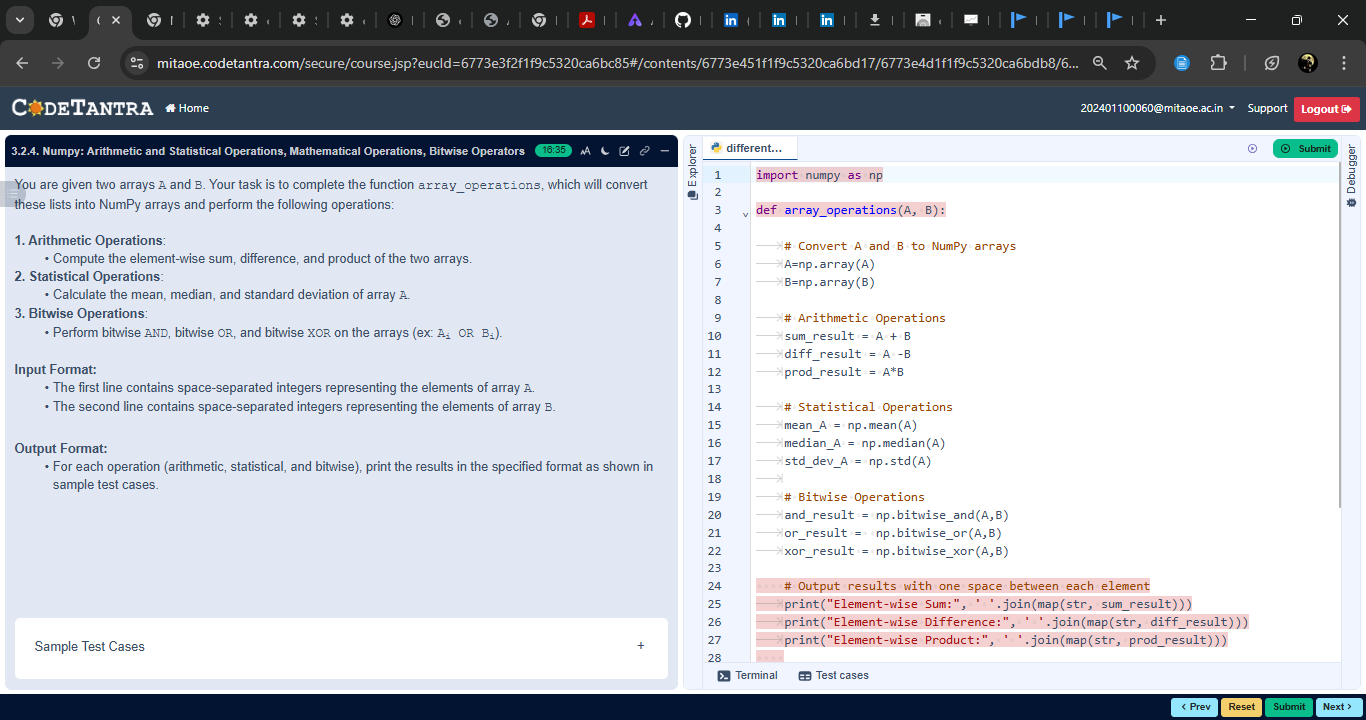 mitaoe.codetantra.com/secure/course.jsp?eucId=6773e3f2f1f9c5320ca6bc85#/contents/6773e451f1f9c5320ca6bd17/6773e4d1f1f9c5320ca6bdb8/6...
CODETANTRA Home 202401100060@mitaoe.ac.in Support Logout
3.2.4. Numpy: Arithmetic and Statistical Operations, Mathematical Operations, Bitwise Operators 16:35
You are given two arrays A and B. Your task is to complete the function array_operations, which will convert
these lists into NumPy arrays and perform the following operations:
1. Arithmetic Operations:
• Compute the element-wise sum, difference, and product of the two arrays.
2. Statistical Operations:
• Calculate the mean, median, and standard deviation of array A.
3. Bitwise Operations:
• Perform bitwise AND, bitwise OR, and bitwise XOR on the arrays (ex: Ai OR Bi).
Input Format:
• The first line contains space-separated integers representing the elements of array A.
• The second line contains space-separated integers representing the elements of array B.
Output Format:
• For each operation (arithmetic, statistical, and bitwise), print the results in the specified format as shown in
sample test cases.
Sample Test Cases +
Explorer
different...
Submit
Debugger
1 import numpy as np
2
3 def array_operations(A, B):
4
5 # Convert A and B to NumPy arrays
6 A=np.array(A)
7 B=np.array(B)
8
9 # Arithmetic Operations
10 sum_result = A + B
11 diff_result = A -B
12 prod_result = A*B
13
14 # Statistical Operations
15 mean_A = np.mean(A)
16 median_A = np.median(A)
17 std_dev_A = np.std(A)
18
19 # Bitwise Operations
20 and_result = np.bitwise_and(A,B)
21 or_result =  np.bitwise_or(A,B)
22 xor_result = np.bitwise_xor(A,B)
23
24 # Output results with one space between each element
25 print("Element-wise Sum:", ' '.join(map(str, sum_result)))
26 print("Element-wise Difference:", ' '.join(map(str, diff_result)))
27 print("Element-wise Product:", ' '.join(map(str, prod_result)))
28
Terminal Test cases
< Prev Reset Submit Next >